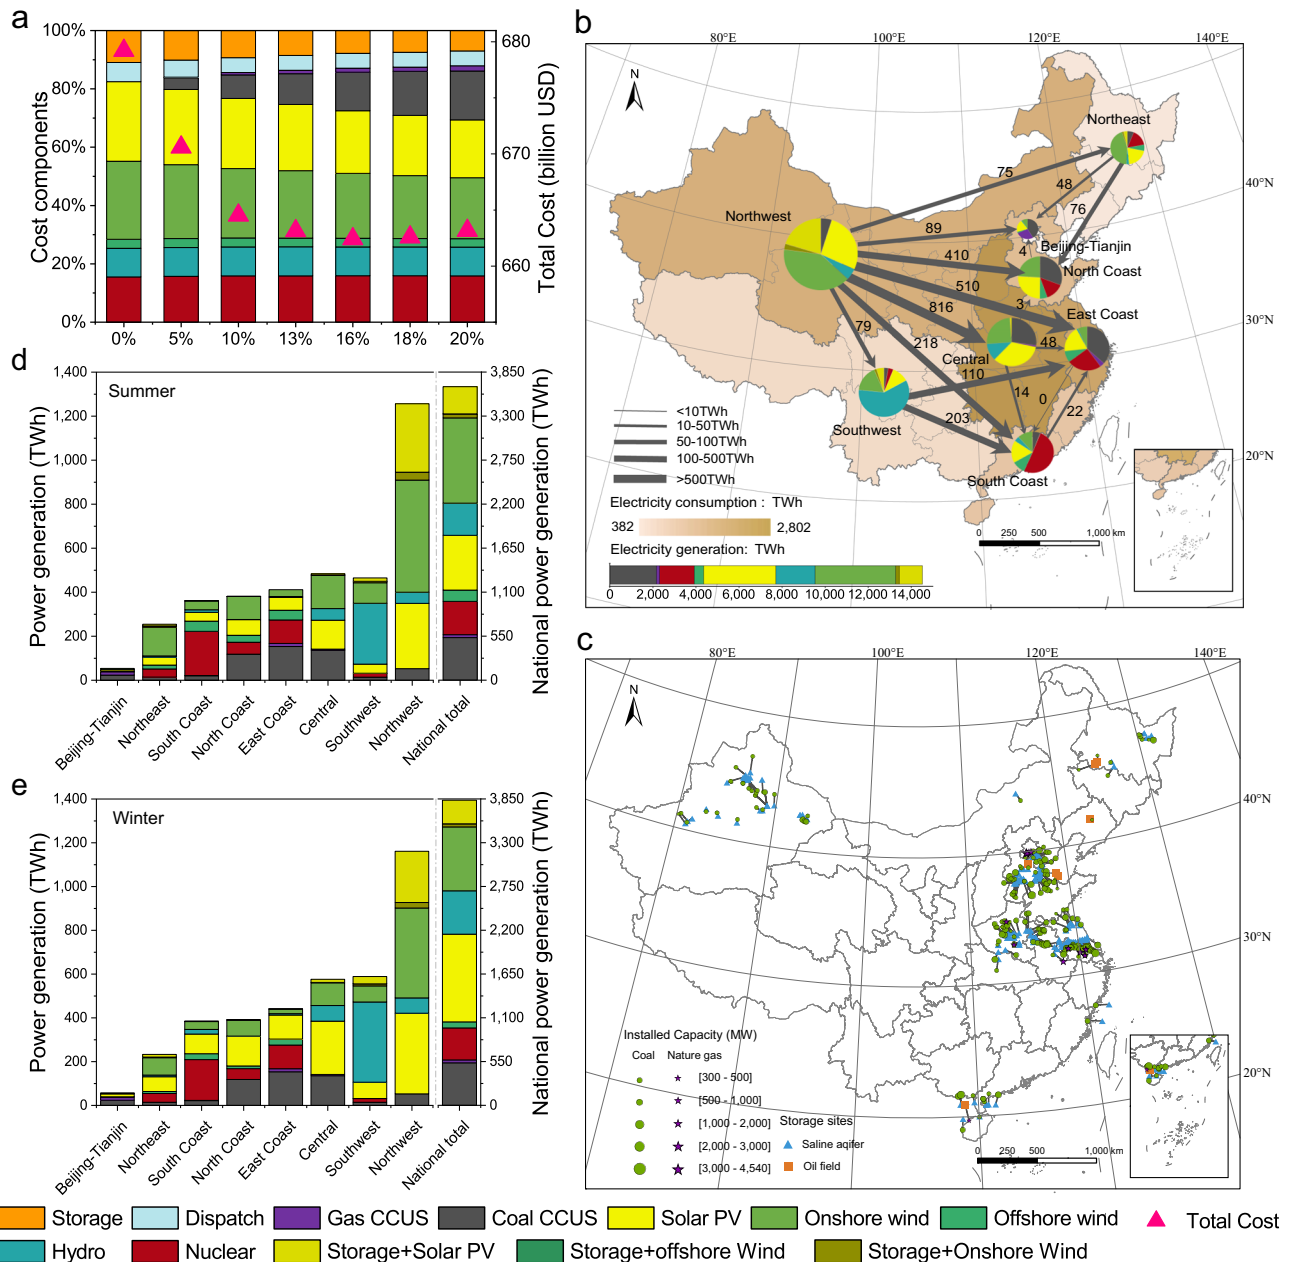 a
100%
80%
60%
40%
20%
0%
Cost components
680
670
660
Total Cost (billion USD)
0%
5%
10%
13%
16%
18%
20%
b
80°E
100°E
120°E
140°E
40°N
30°N
20°N
N
Northeast
75
48
76
Northwest
89
4
Beijing-Tianjin
410
North Coast
510
3
816
East Coast
79
218
48
Central
110
14
0
22
Southwest
203
South Coast
<10TWh
10-50TWh
50-100TWh
100-500TWh
>500TWh
Electricity consumption : TWh
382
2,802
Electricity generation: TWh
0
2,000
4,000
6,000
8,000
10,000
12,000
14,000
0
250
500
1,000 km
d
Summer
1,400
1,200
1,000
800
600
400
200
0
Power generation (TWh)
3,850
3,300
2,750
2,200
1,650
1,100
550
0
National power generation (TWh)
Beijing-Tianjin
Northeast
South Coast
North Coast
East Coast
Central
Southwest
Northwest
National total
c
80°E
100°E
120°E
140°E
40°N
30°N
20°N
N
Installed Capacity (MW)
Coal
Nature gas
[300 - 500]
[500 - 1,000]
[1,000 - 2,000]
[2,000 - 3,000]
[3,000 - 4,540]
Storage sites
Saline aqifer
Oil field
0
250
500
1,000 km
e
Winter
1,400
1,200
1,000
800
600
400
200
0
Power generation (TWh)
3,850
3,300
2,750
2,200
1,650
1,100
550
0
National power generation (TWh)
Beijing-Tianjin
Northeast
South Coast
North Coast
East Coast
Central
Southwest
Northwest
National total
Storage
Dispatch
Gas CCUS
Coal CCUS
Solar PV
Onshore wind
Offshore wind
Total Cost
Hydro
Nuclear
Storage+Solar PV
Storage+offshore Wind
Storage+Onshore Wind